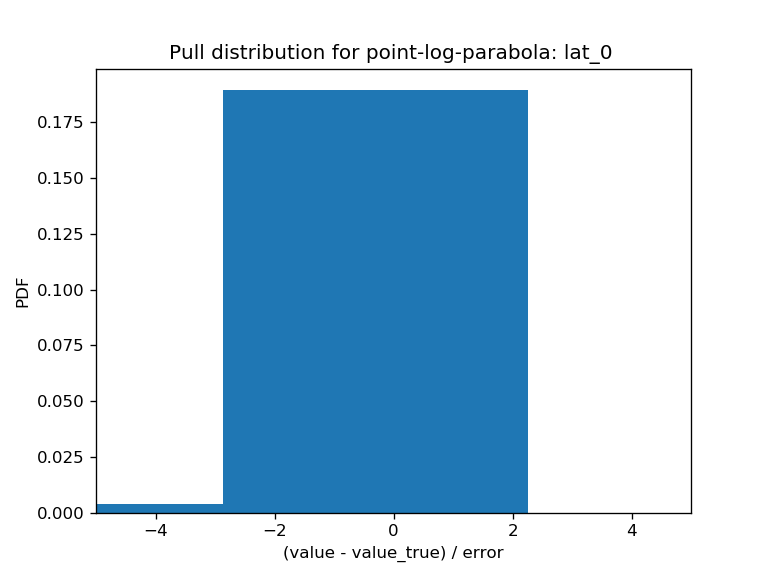 Pull distribution for point-log-parabola: lat_0
0.175
0.150
0.125
0.100
0.075
0.050
0.025
0.000
PDF
−4 −2 0 2 4
(value - value_true) / error